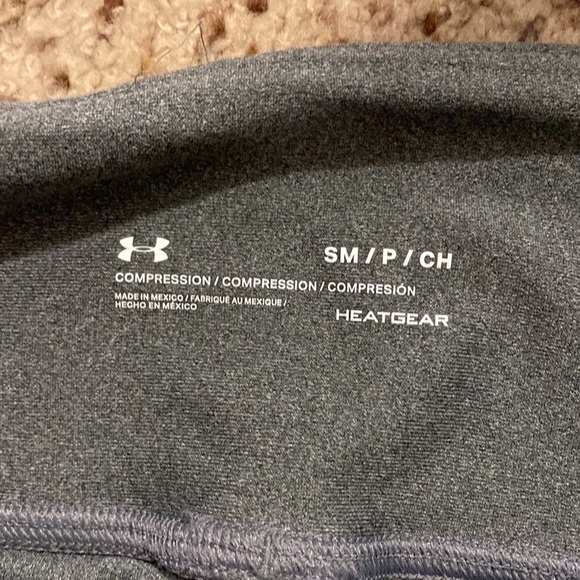 SM / P / CH
COMPRESSION / COMPRESSION / COMPRESIÓN
MADE IN MEXICO / FABRIQUÉ AU MEXIQUE /
HECHO EN MÉXICO
HEATGEAR